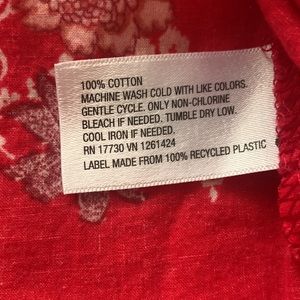 100% COTTON
MACHINE WASH COLD WITH LIKE COLORS.
GENTLE CYCLE. ONLY NON-CHLORINE
BLEACH IF NEEDED. TUMBLE DRY LOW.
COOL IRON IF NEEDED.
RN 17730 VN 1261424
LABEL MADE FROM 100% RECYCLED PLASTIC